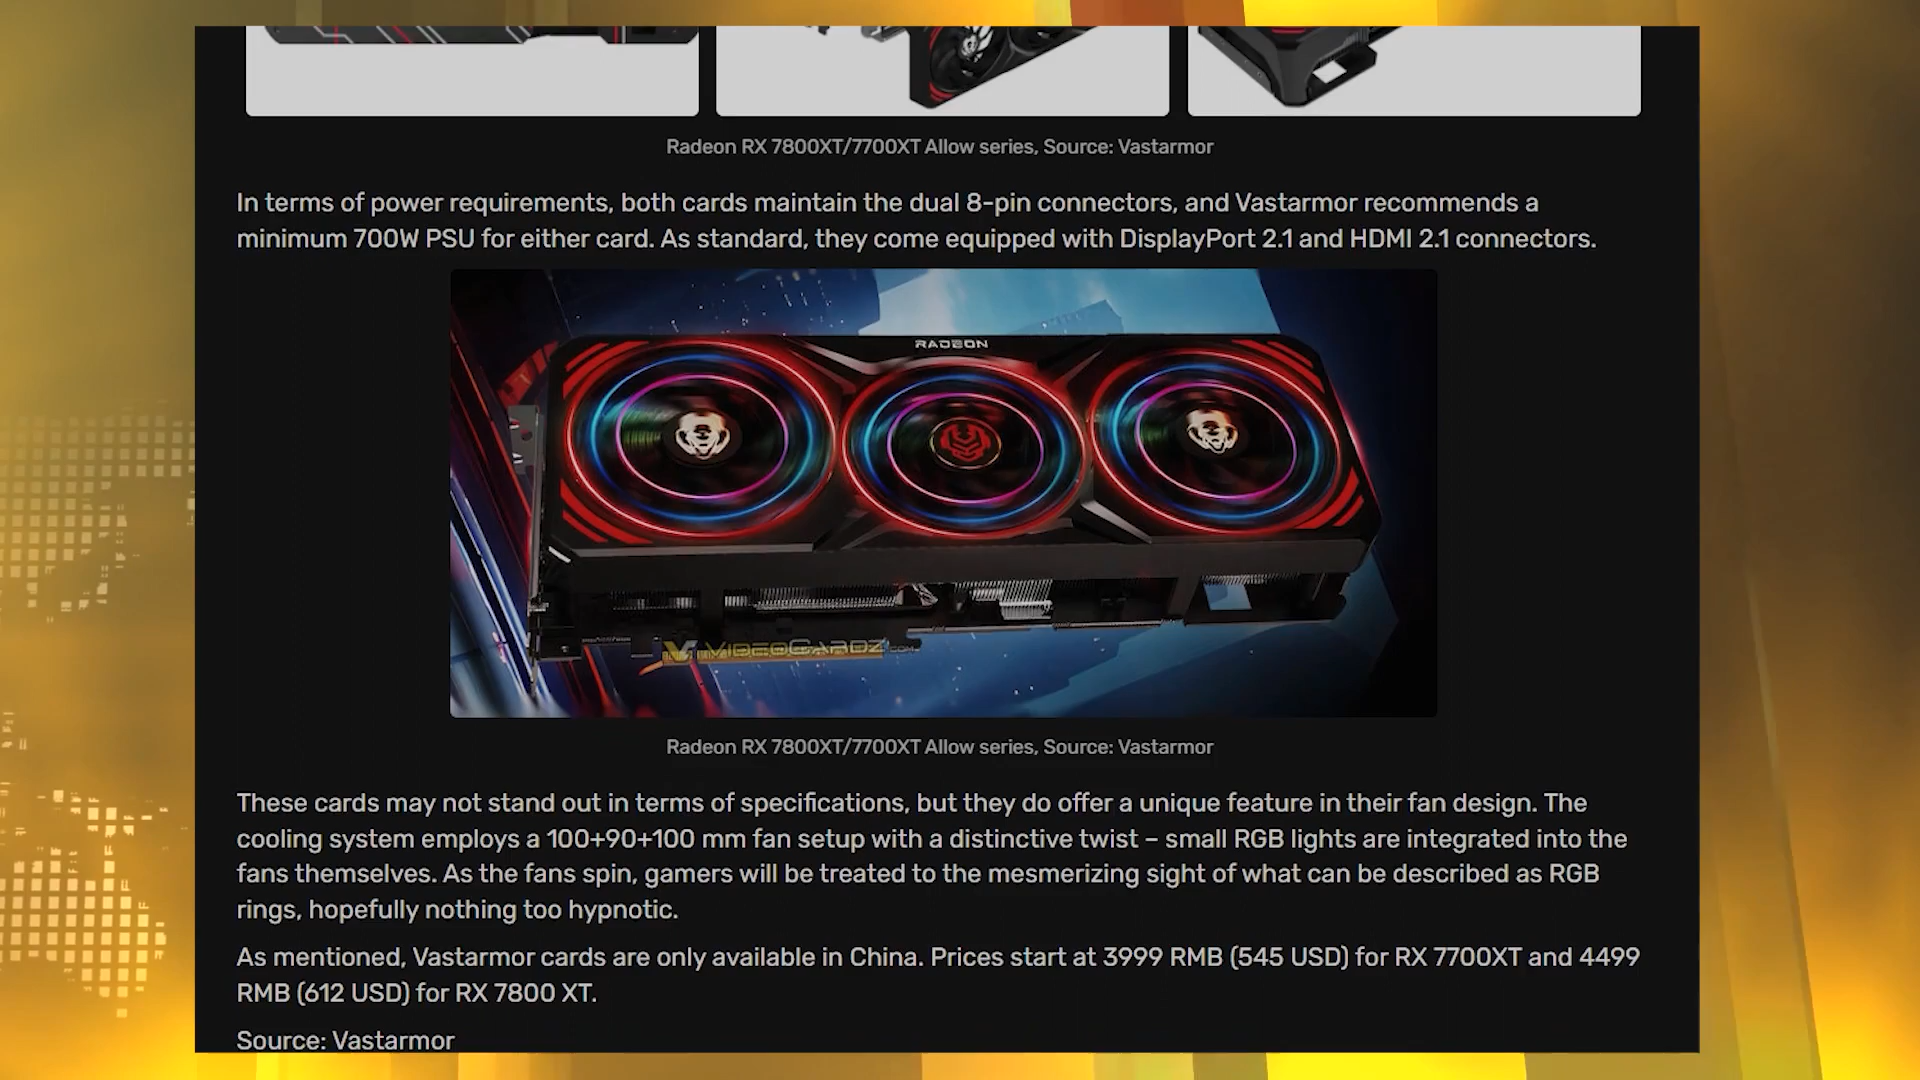 Radeon RX 7800XT/7700XT Allow series, Source: Vastarmor
In terms of power requirements, both cards maintain the dual 8-pin connectors, and Vastarmor recommends a
minimum 700W PSU for either card. As standard, they come equipped with DisplayPort 2.1 and HDMI 2.1 connectors.
RADEON
VIDEOCARDZ.COM
Radeon RX 7800XT/7700XT Allow series, Source: Vastarmor
These cards may not stand out in terms of specifications, but they do offer a unique feature in their fan design. The
cooling system employs a 100+90+100 mm fan setup with a distinctive twist – small RGB lights are integrated into the
fans themselves. As the fans spin, gamers will be treated to the mesmerizing sight of what can be described as RGB
rings, hopefully nothing too hypnotic.
As mentioned, Vastarmor cards are only available in China. Prices start at 3999 RMB (545 USD) for RX 7700XT and 4499
RMB (612 USD) for RX 7800 XT.
Source: Vastarmor